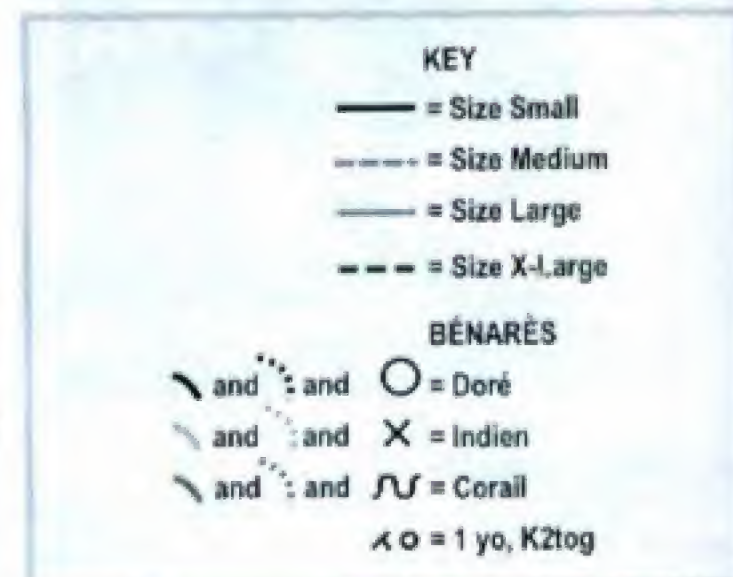 KEY
= Size Small
= Size Medium
= Size Large
= Size X-Large
BÉNARÈS
and and = Doré
and and X = Indien
and and = Corail
= 1 yo, K2tog